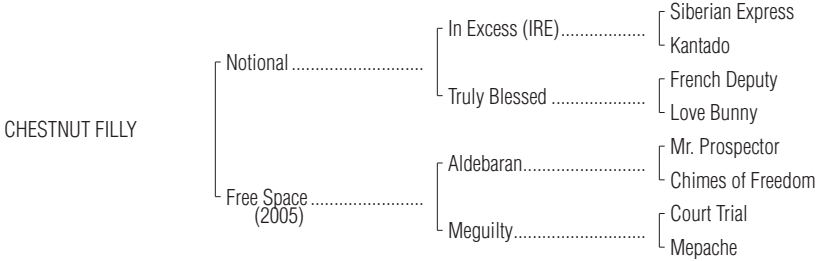 Siberian Express
In Excess (IRE)...................
Kantado
Notional............................
French Deputy
Truly Blessed ....................
Love Bunny
CHESTNUT FILLY
Mr. Prospector
Aldebaran..........................
Chimes of Freedom
Free Space........................
(2005)
Court Trial
Meguilty............................
Mepache